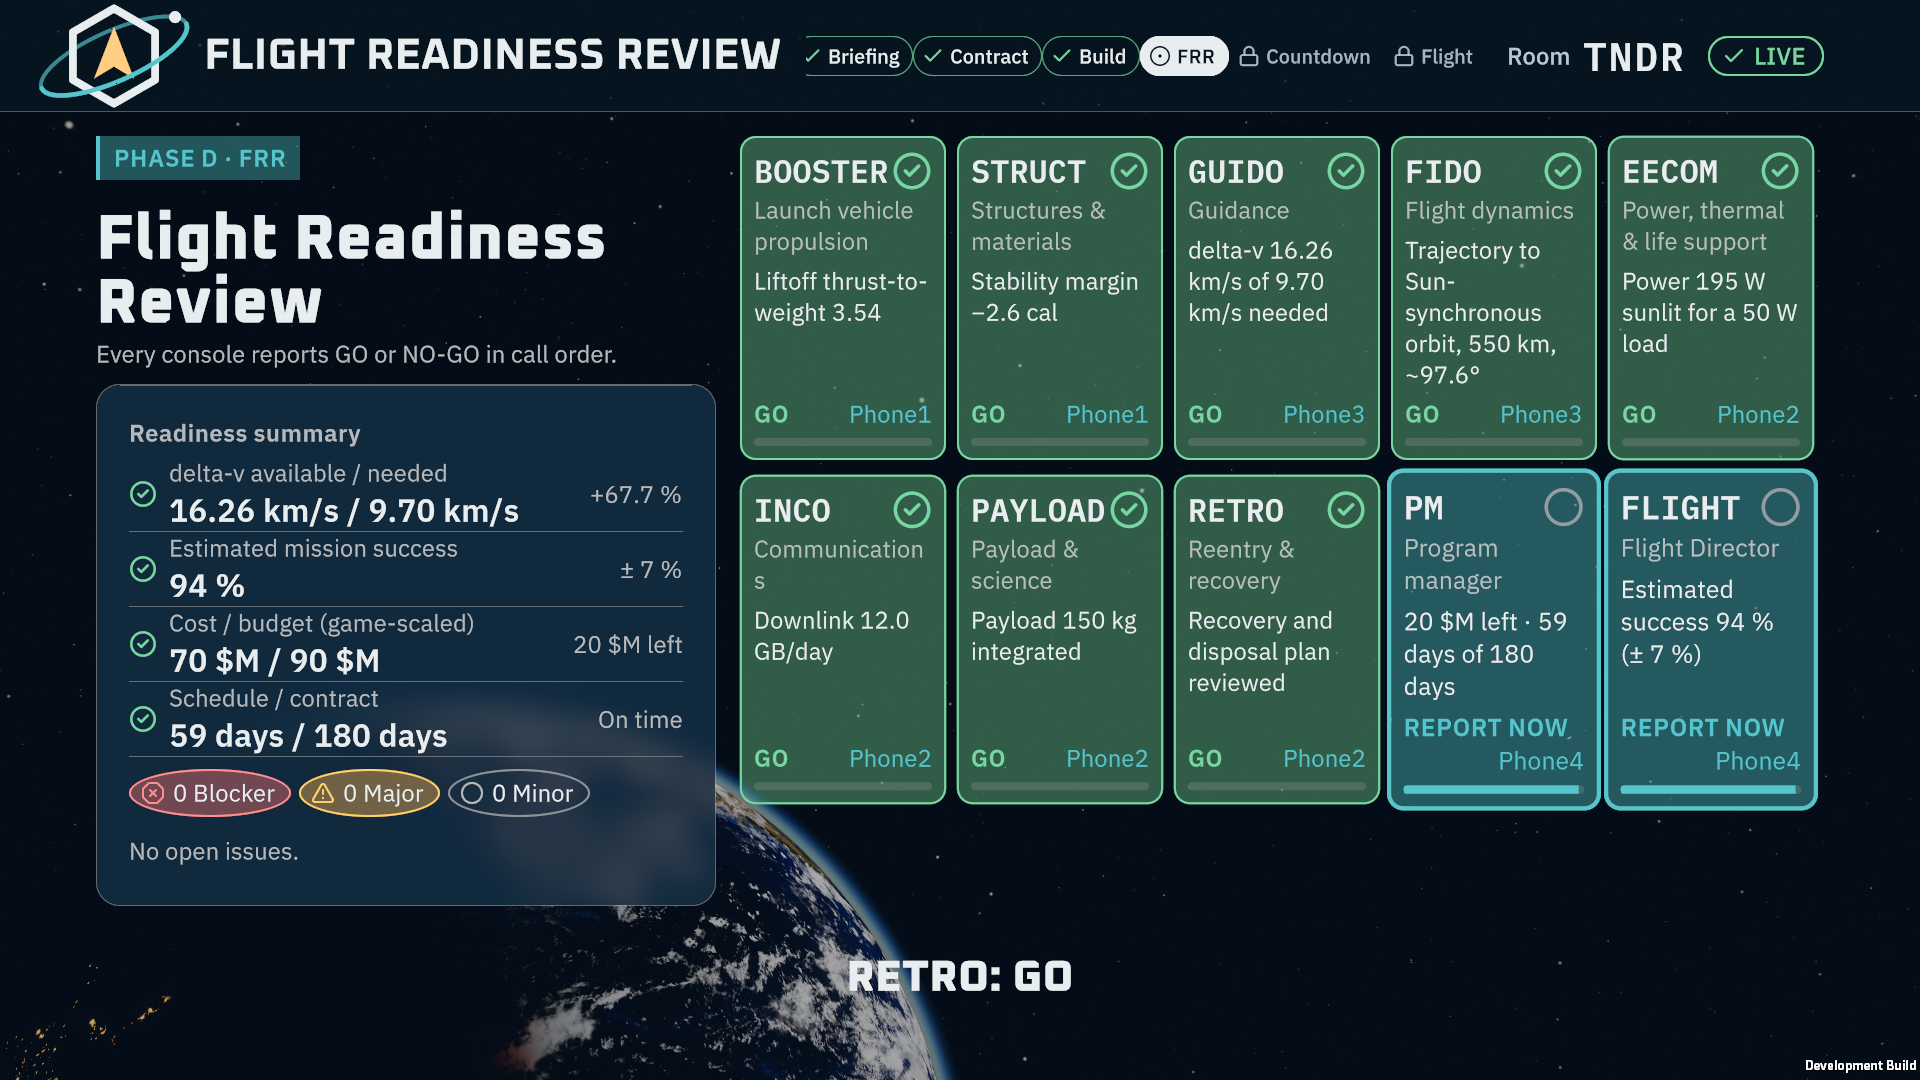 FLIGHT READINESS REVIEW
Briefing
Contract
Build
FRR
Countdown
Flight
Room TNDR
LIVE
PHASE D · FRR
Flight Readiness
Review
Every console reports GO or NO-GO in call order.
Readiness summary
delta-v available / needed
16.26 km/s / 9.70 km/s
+67.7 %
Estimated mission success
94 %
± 7 %
Cost / budget (game-scaled)
70 $M / 90 $M
20 $M left
Schedule / contract
59 days / 180 days
On time
0 Blocker
0 Major
0 Minor
No open issues.
BOOSTER
Launch vehicle
propulsion
Liftoff thrust-to-
weight 3.54
GO
Phone1
STRUCT
Structures &
materials
Stability margin
−2.6 cal
GO
Phone1
GUIDO
Guidance
delta-v 16.26
km/s of 9.70
km/s needed
GO
Phone3
FIDO
Flight dynamics
Trajectory to
Sun-
synchronous
orbit, 550 km,
~97.6°
GO
Phone3
EECOM
Power, thermal
& life support
Power 195 W
sunlit for a 50 W
load
GO
Phone2
INCO
Communication
s
Downlink 12.0
GB/day
GO
Phone2
PAYLOAD
Payload &
science
Payload 150 kg
integrated
GO
Phone2
RETRO
Reentry &
recovery
Recovery and
disposal plan
reviewed
GO
Phone2
PM
Program
manager
20 $M left · 59
days of 180
days
REPORT NOW
Phone4
FLIGHT
Flight Director
Estimated
success 94 %
(± 7 %)
REPORT NOW
Phone4
RETRO: GO
Development Build